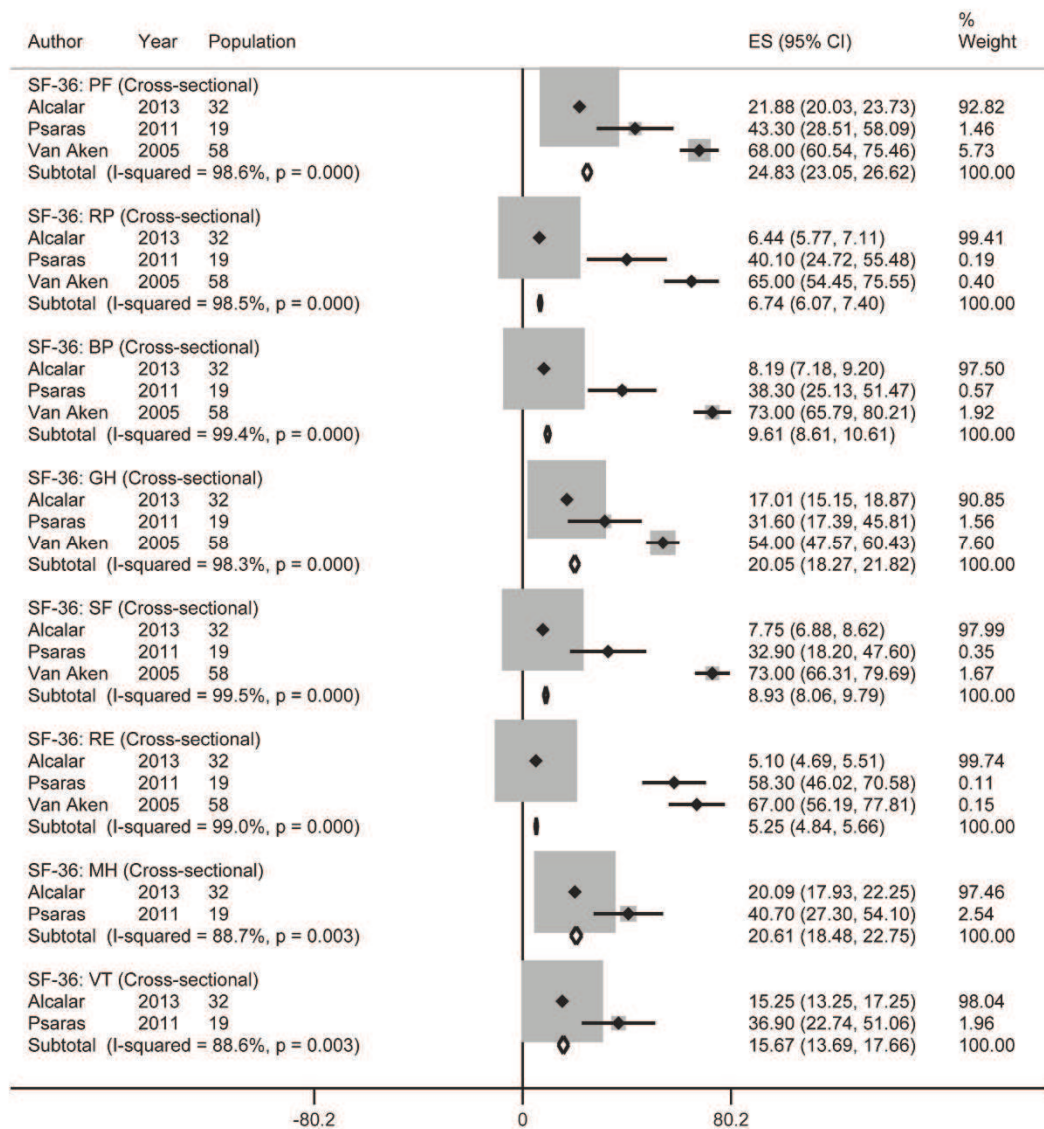 Author Year Population ES (95% CI) % Weight
SF-36: PF (Cross-sectional)
Alcalar 2013 32 21.88 (20.03, 23.73) 92.82
Psaras 2011 19 43.30 (28.51, 58.09) 1.46
Van Aken 2005 58 68.00 (60.54, 75.46) 5.73
Subtotal (I-squared = 98.6%, p = 0.000) 24.83 (23.05, 26.62) 100.00
SF-36: RP (Cross-sectional)
Alcalar 2013 32 6.44 (5.77, 7.11) 99.41
Psaras 2011 19 40.10 (24.72, 55.48) 0.19
Van Aken 2005 58 65.00 (54.45, 75.55) 0.40
Subtotal (I-squared = 98.5%, p = 0.000) 6.74 (6.07, 7.40) 100.00
SF-36: BP (Cross-sectional)
Alcalar 2013 32 8.19 (7.18, 9.20) 97.50
Psaras 2011 19 38.30 (25.13, 51.47) 0.57
Van Aken 2005 58 73.00 (65.79, 80.21) 1.92
Subtotal (I-squared = 99.4%, p = 0.000) 9.61 (8.61, 10.61) 100.00
SF-36: GH (Cross-sectional)
Alcalar 2013 32 17.01 (15.15, 18.87) 90.85
Psaras 2011 19 31.60 (17.39, 45.81) 1.56
Van Aken 2005 58 54.00 (47.57, 60.43) 7.60
Subtotal (I-squared = 98.3%, p = 0.000) 20.05 (18.27, 21.82) 100.00
SF-36: SF (Cross-sectional)
Alcalar 2013 32 7.75 (6.88, 8.62) 97.99
Psaras 2011 19 32.90 (18.20, 47.60) 0.35
Van Aken 2005 58 73.00 (66.31, 79.69) 1.67
Subtotal (I-squared = 99.5%, p = 0.000) 8.93 (8.06, 9.79) 100.00
SF-36: RE (Cross-sectional)
Alcalar 2013 32 5.10 (4.69, 5.51) 99.74
Psaras 2011 19 58.30 (46.02, 70.58) 0.11
Van Aken 2005 58 67.00 (56.19, 77.81) 0.15
Subtotal (I-squared = 99.0%, p = 0.000) 5.25 (4.84, 5.66) 100.00
SF-36: MH (Cross-sectional)
Alcalar 2013 32 20.09 (17.93, 22.25) 97.46
Psaras 2011 19 40.70 (27.30, 54.10) 2.54
Subtotal (I-squared = 88.7%, p = 0.003) 20.61 (18.48, 22.75) 100.00
SF-36: VT (Cross-sectional)
Alcalar 2013 32 15.25 (13.25, 17.25) 98.04
Psaras 2011 19 36.90 (22.74, 51.06) 1.96
Subtotal (I-squared = 88.6%, p = 0.003) 15.67 (13.69, 17.66) 100.00
-80.2 0 80.2